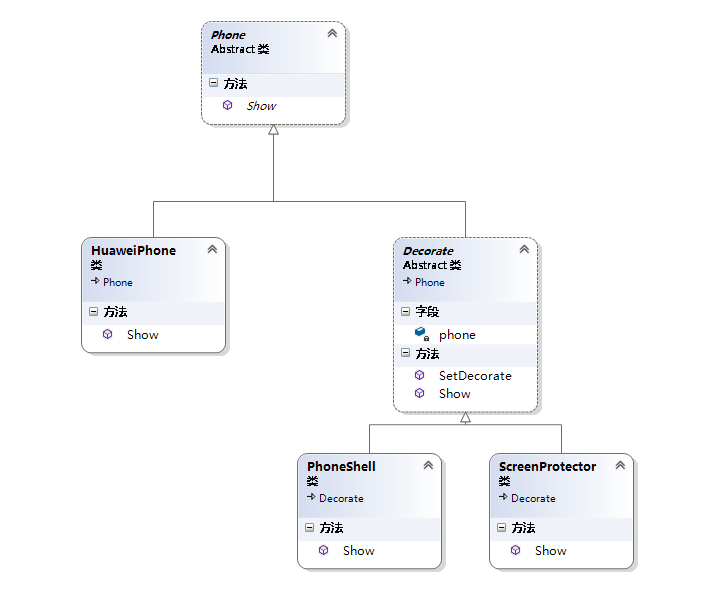 Phone
Abstract 类
方法
Show
HuaweiPhone
类
Phone
方法
Show
Decorate
Abstract 类
Phone
字段
phone
方法
SetDecorate
Show
PhoneShell
类
Decorate
方法
Show
ScreenProtector
类
Decorate
方法
Show